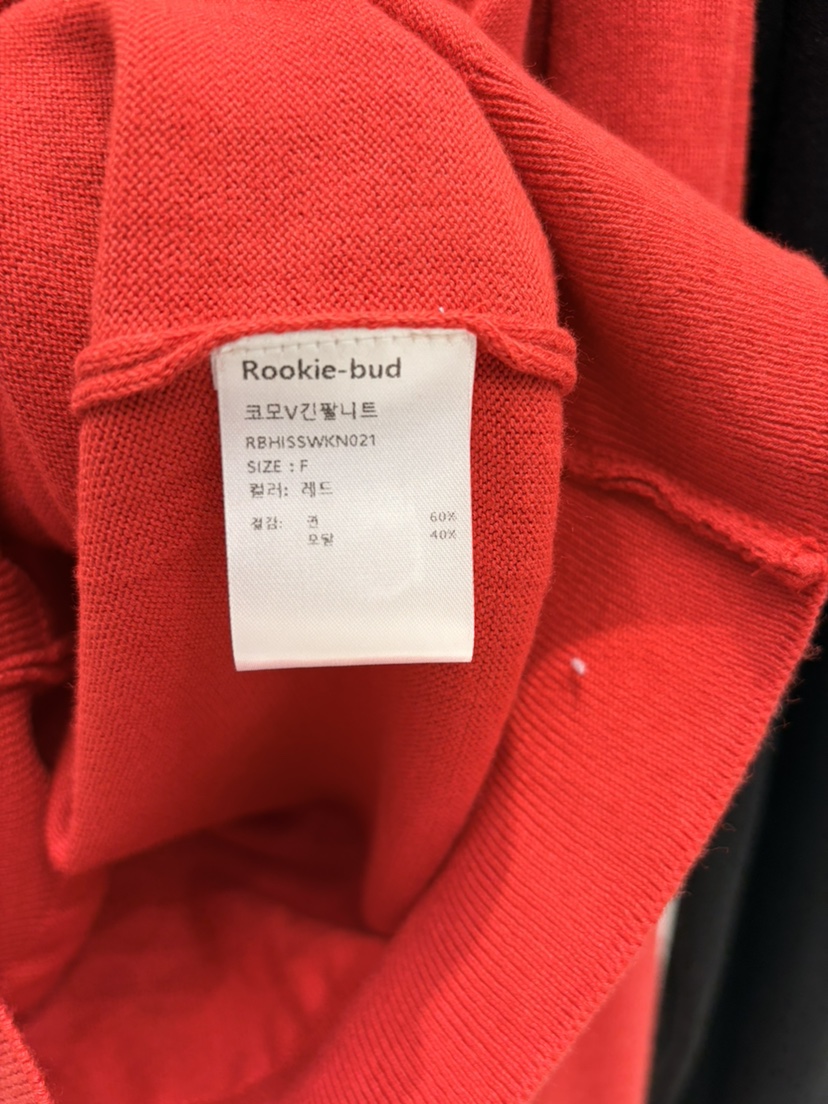 Rookie-bud
코모V긴팔니트
RBHISSWKN021
SIZE : F
컬러: 레드
겉감: 면 60%
모달 40%